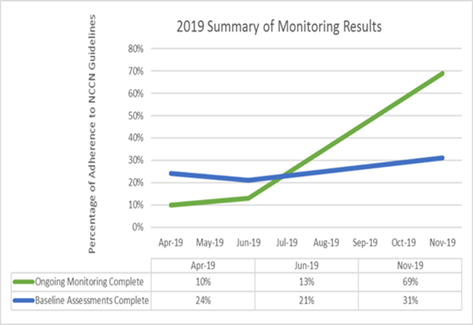 2019 Summary of Monitoring Results
Percentage of Adherence to NCCN Guidelines
80%
70%
60%
50%
40%
30%
20%
10%
0%
Apr-19 May-19 Jun-19 Jul-19 Aug-19 Sep-19 Oct-19 Nov-19
Apr-19 Jun-19 Nov-19
Ongoing Monitoring Complete 10% 13% 69%
Baseline Assessments Complete 24% 21% 31%